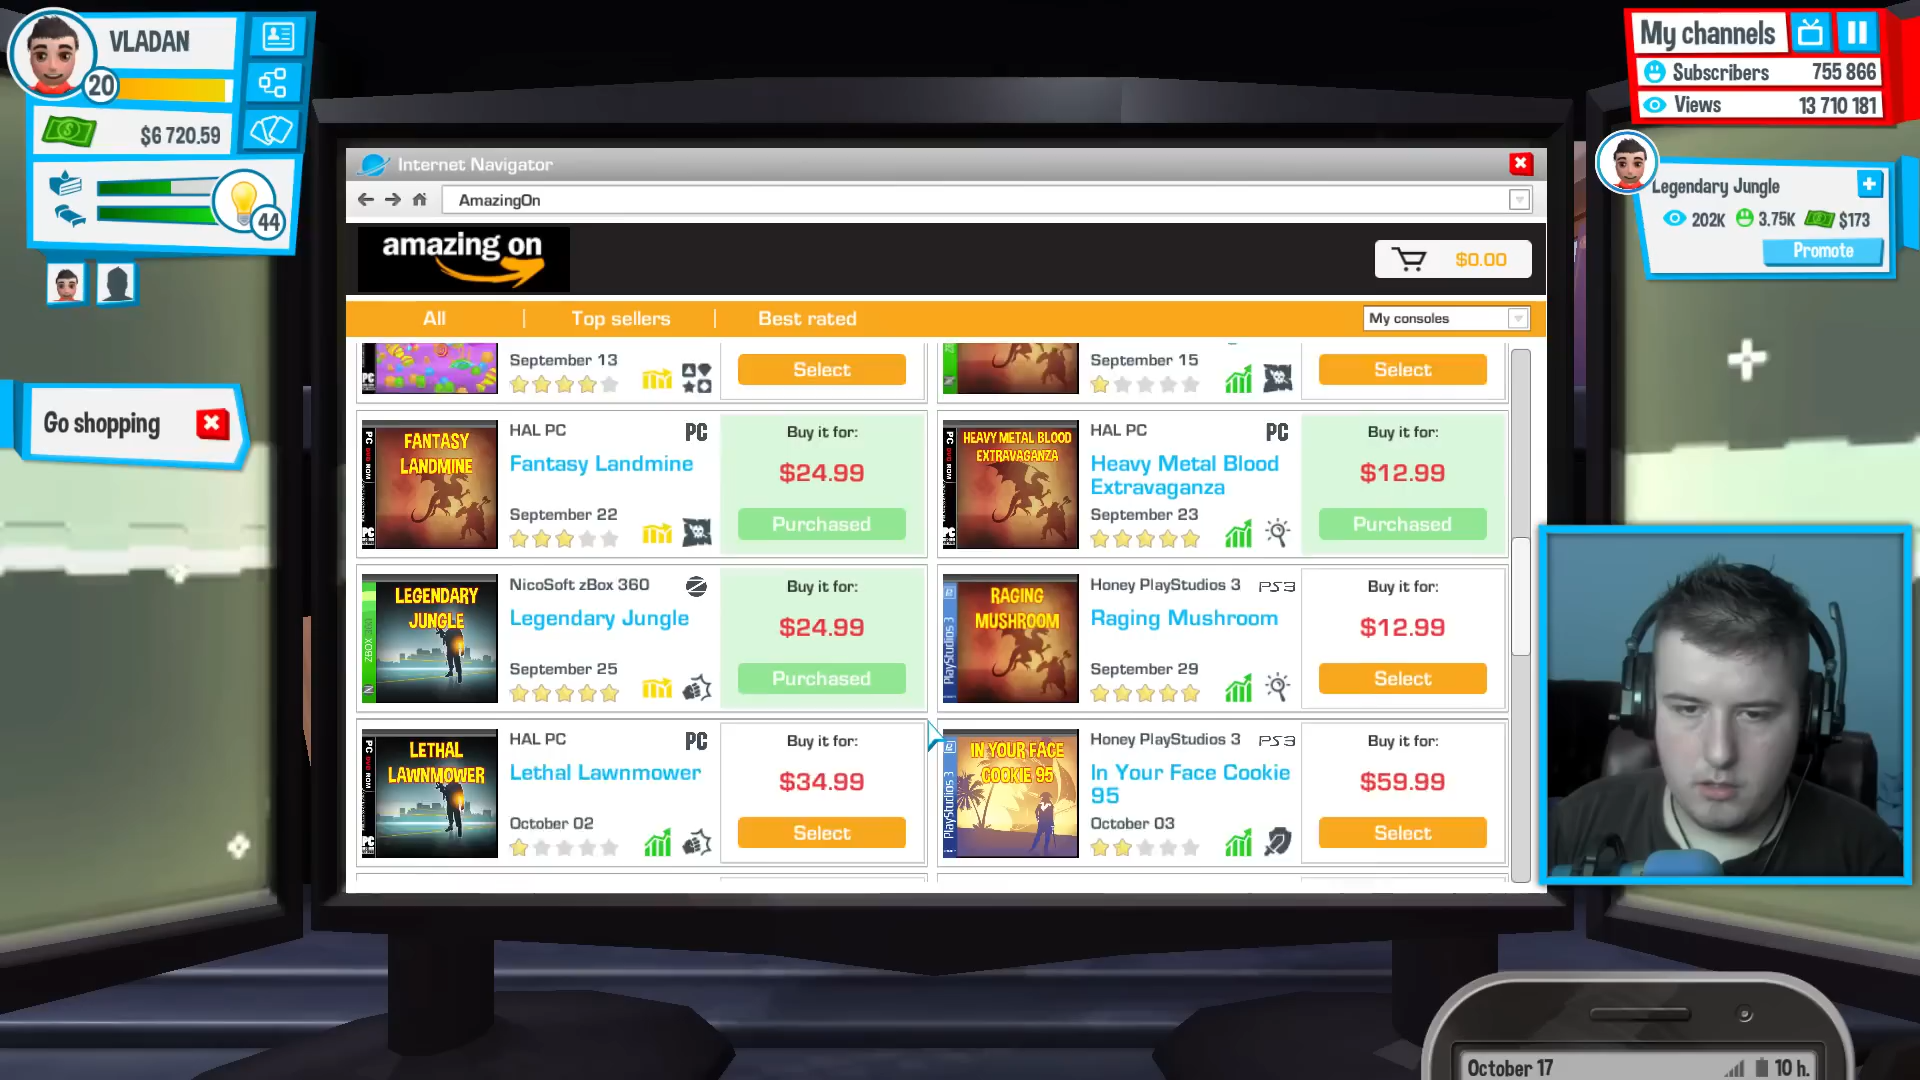 VLADAN
20
$6 720.59
44
Go shopping
My channels
Subscribers 755 866
Views 13 710 181
Legendary Jungle
202K 3.75K $173
Promote
Internet Navigator
AmazingOn
amazing on
$0.00
All | Top sellers | Best rated
My consoles
PC
September 13
Select
September 15
Select
FANTASY LANDMINE
HAL PC
PC
Fantasy Landmine
September 22
Buy it for:
$24.99
Purchased
HEAVY METAL BLOOD EXTRAVAGANZA
HAL PC
PC
Heavy Metal Blood
Extravaganza
September 23
Buy it for:
$12.99
Purchased
LEGENDARY
JUNGLE
ZBOX 360
NicoSoft zBox 360
Legendary Jungle
September 25
Buy it for:
$24.99
Purchased
RAGING
MUSHROOM
PlayStudios 3
Honey PlayStudios 3
PS3
Raging Mushroom
September 29
Buy it for:
$12.99
Select
LETHAL
LAWNMOWER
HAL PC
PC
Lethal Lawnmower
October 02
Buy it for:
$34.99
Select
IN YOUR FACE
COOKIE 95
PlayStudios 3
Honey PlayStudios 3
PS3
In Your Face Cookie
95
October 03
Buy it for:
$59.99
Select
October 17
10 h.